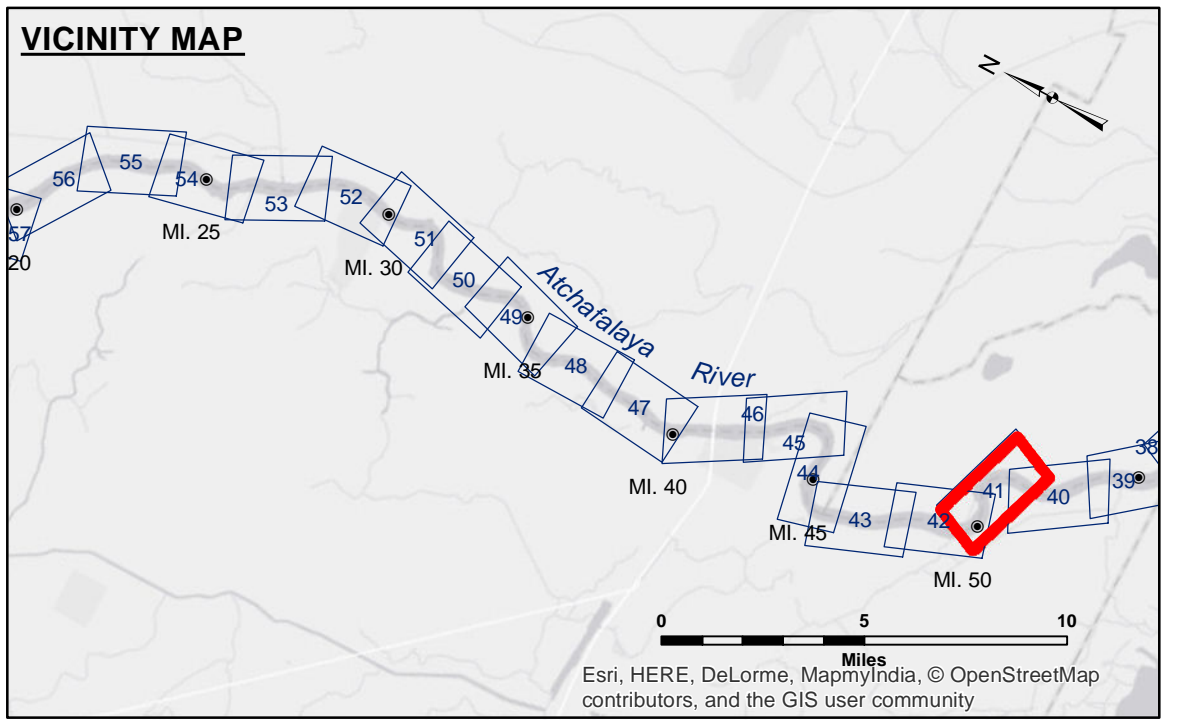 VICINITY MAP
N
56
55
54
53
52
57
20
MI. 25
MI. 30
51
50
49
MI. 35
48
47
Atchafalaya
River
46
45
MI. 40
44
MI. 45
43
42
41
40
39
38
MI. 50
0 5 10
Miles
Esri, HERE, DeLorme, MapmyIndia, © OpenStreetMap
contributors, and the GIS user community